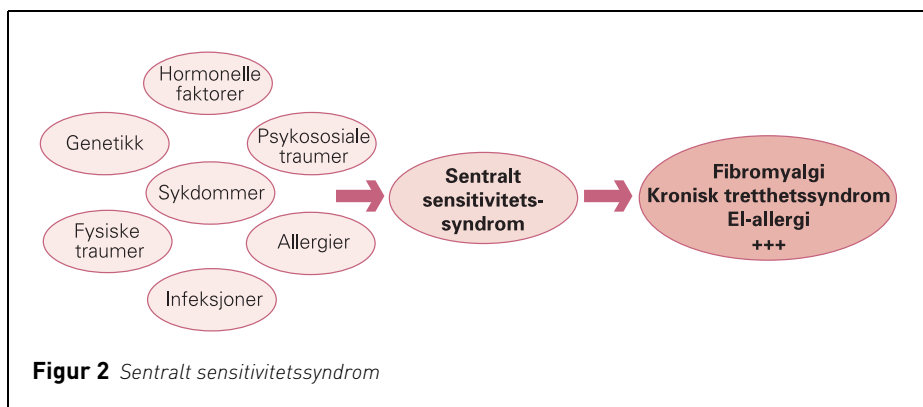 Hormonelle
faktorer
Genetikk
Psykososiale
traumer
Sykdommer
Fysiske
traumer
Allergier
Infeksjoner
Sentralt
sensitivitets-
syndrom
Fibromyalgi
Kronisk tretthetssyndrom
El-allergi
+++
Figur 2 Sentralt sensitivitetssyndrom